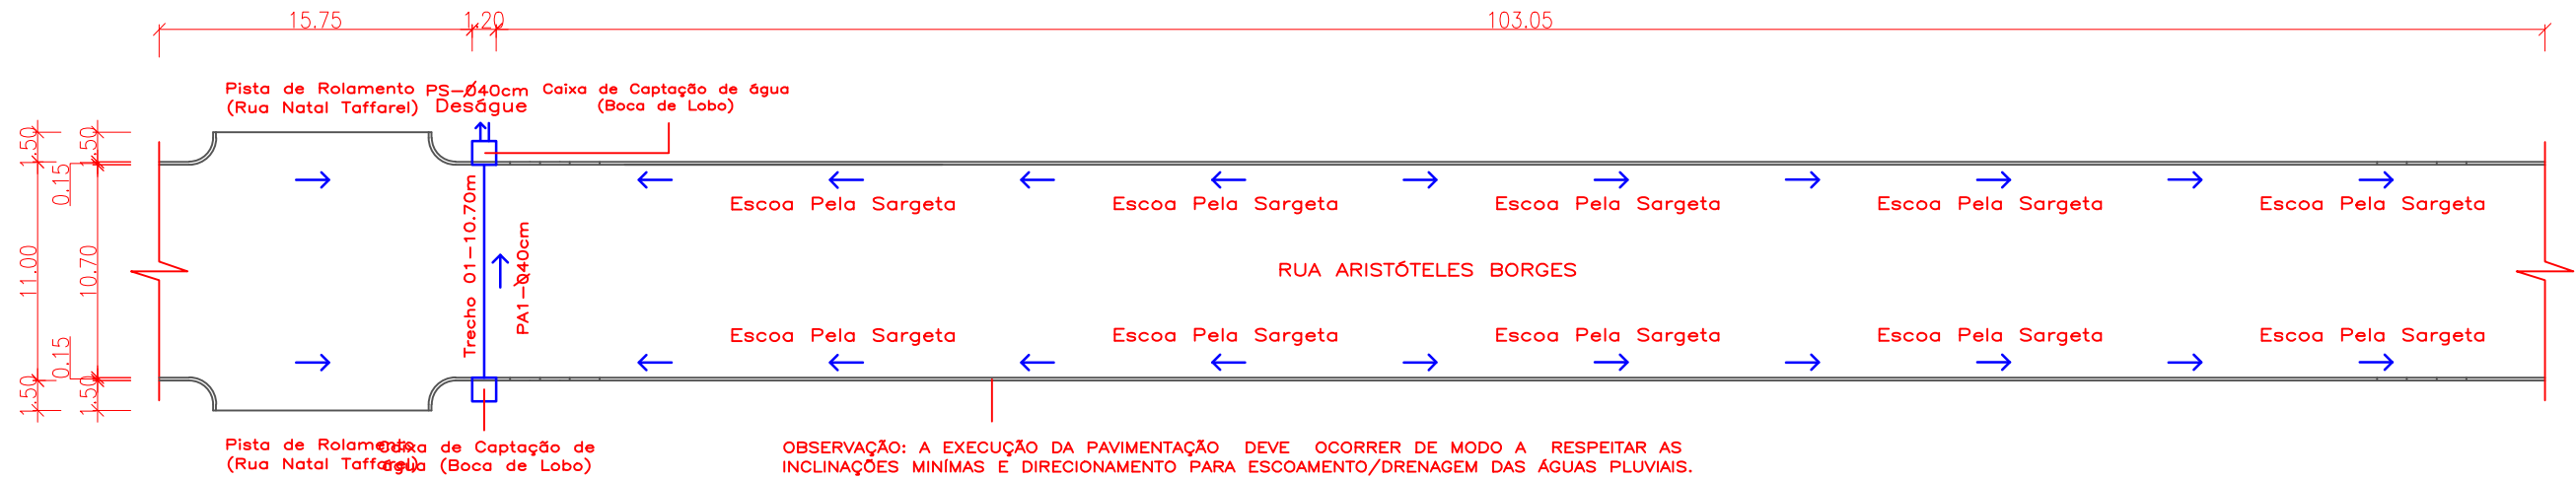 15.75
1.20
103.05
Pista de Rolamento
(Rua Natal Taffarel)
PS-Ø40cm
Deságue
Caixa de Captação de água
(Boca de Lobo)
1.50
1.50
0.15
11.00
10.70
0.15
1.50
1.50
Trecho 01-10.70m
PA1-Ø40cm
Escoa Pela Sargeta
Escoa Pela Sargeta
Escoa Pela Sargeta
Escoa Pela Sargeta
Escoa Pela Sargeta
RUA ARISTÓTELES BORGES
Escoa Pela Sargeta
Escoa Pela Sargeta
Escoa Pela Sargeta
Escoa Pela Sargeta
Escoa Pela Sargeta
Pista de Rolamento
(Rua Natal Taffarel)
Caixa de Captação de
água (Boca de Lobo)
OBSERVAÇÃO: A EXECUÇÃO DA PAVIMENTAÇÃO DEVE OCORRER DE MODO A RESPEITAR AS
INCLINAÇÕES MINÍMAS E DIRECIONAMENTO PARA ESCOAMENTO/DRENAGEM DAS ÁGUAS PLUVIAIS.